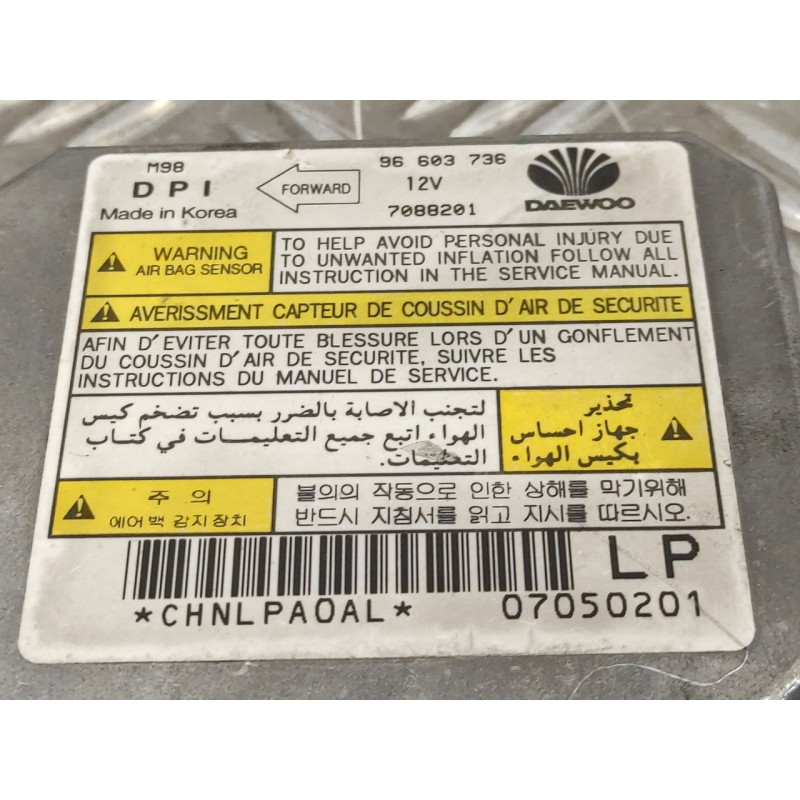 M98
DPI
Made in Korea
FORWARD
96 603 736
12V
7088201
DAEWOO
WARNING
AIR BAG SENSOR
TO HELP AVOID PERSONAL INJURY DUE
TO UNWANTED INFLATION FOLLOW ALL
INSTRUCTION IN THE SERVICE MANUAL.
AVERISSMENT CAPTEUR DE COUSSIN D'AIR DE SECURITE
AFIN D'EVITER TOUTE BLESSURE LORS D'UN GONFLEMENT
DU COUSSIN D'AIR DE SECURITE, SUIVRE LES
INSTRUCTIONS DU MANUEL DE SERVICE.
تحذير
جهاز احساس
بكيس الهواء
لتجنب الاصابة بالضرر بسبب تضخم كيس
الهواء اتبع جميع التعليمات في كتاب
التعليمات.
주 의
에어 백 감지 장치
불의의 작동으로 인한 상해를 막기위해
반드시 지침서를 읽고 지시를 따르시오.
LP
*CHNLPA0AL*
07050201